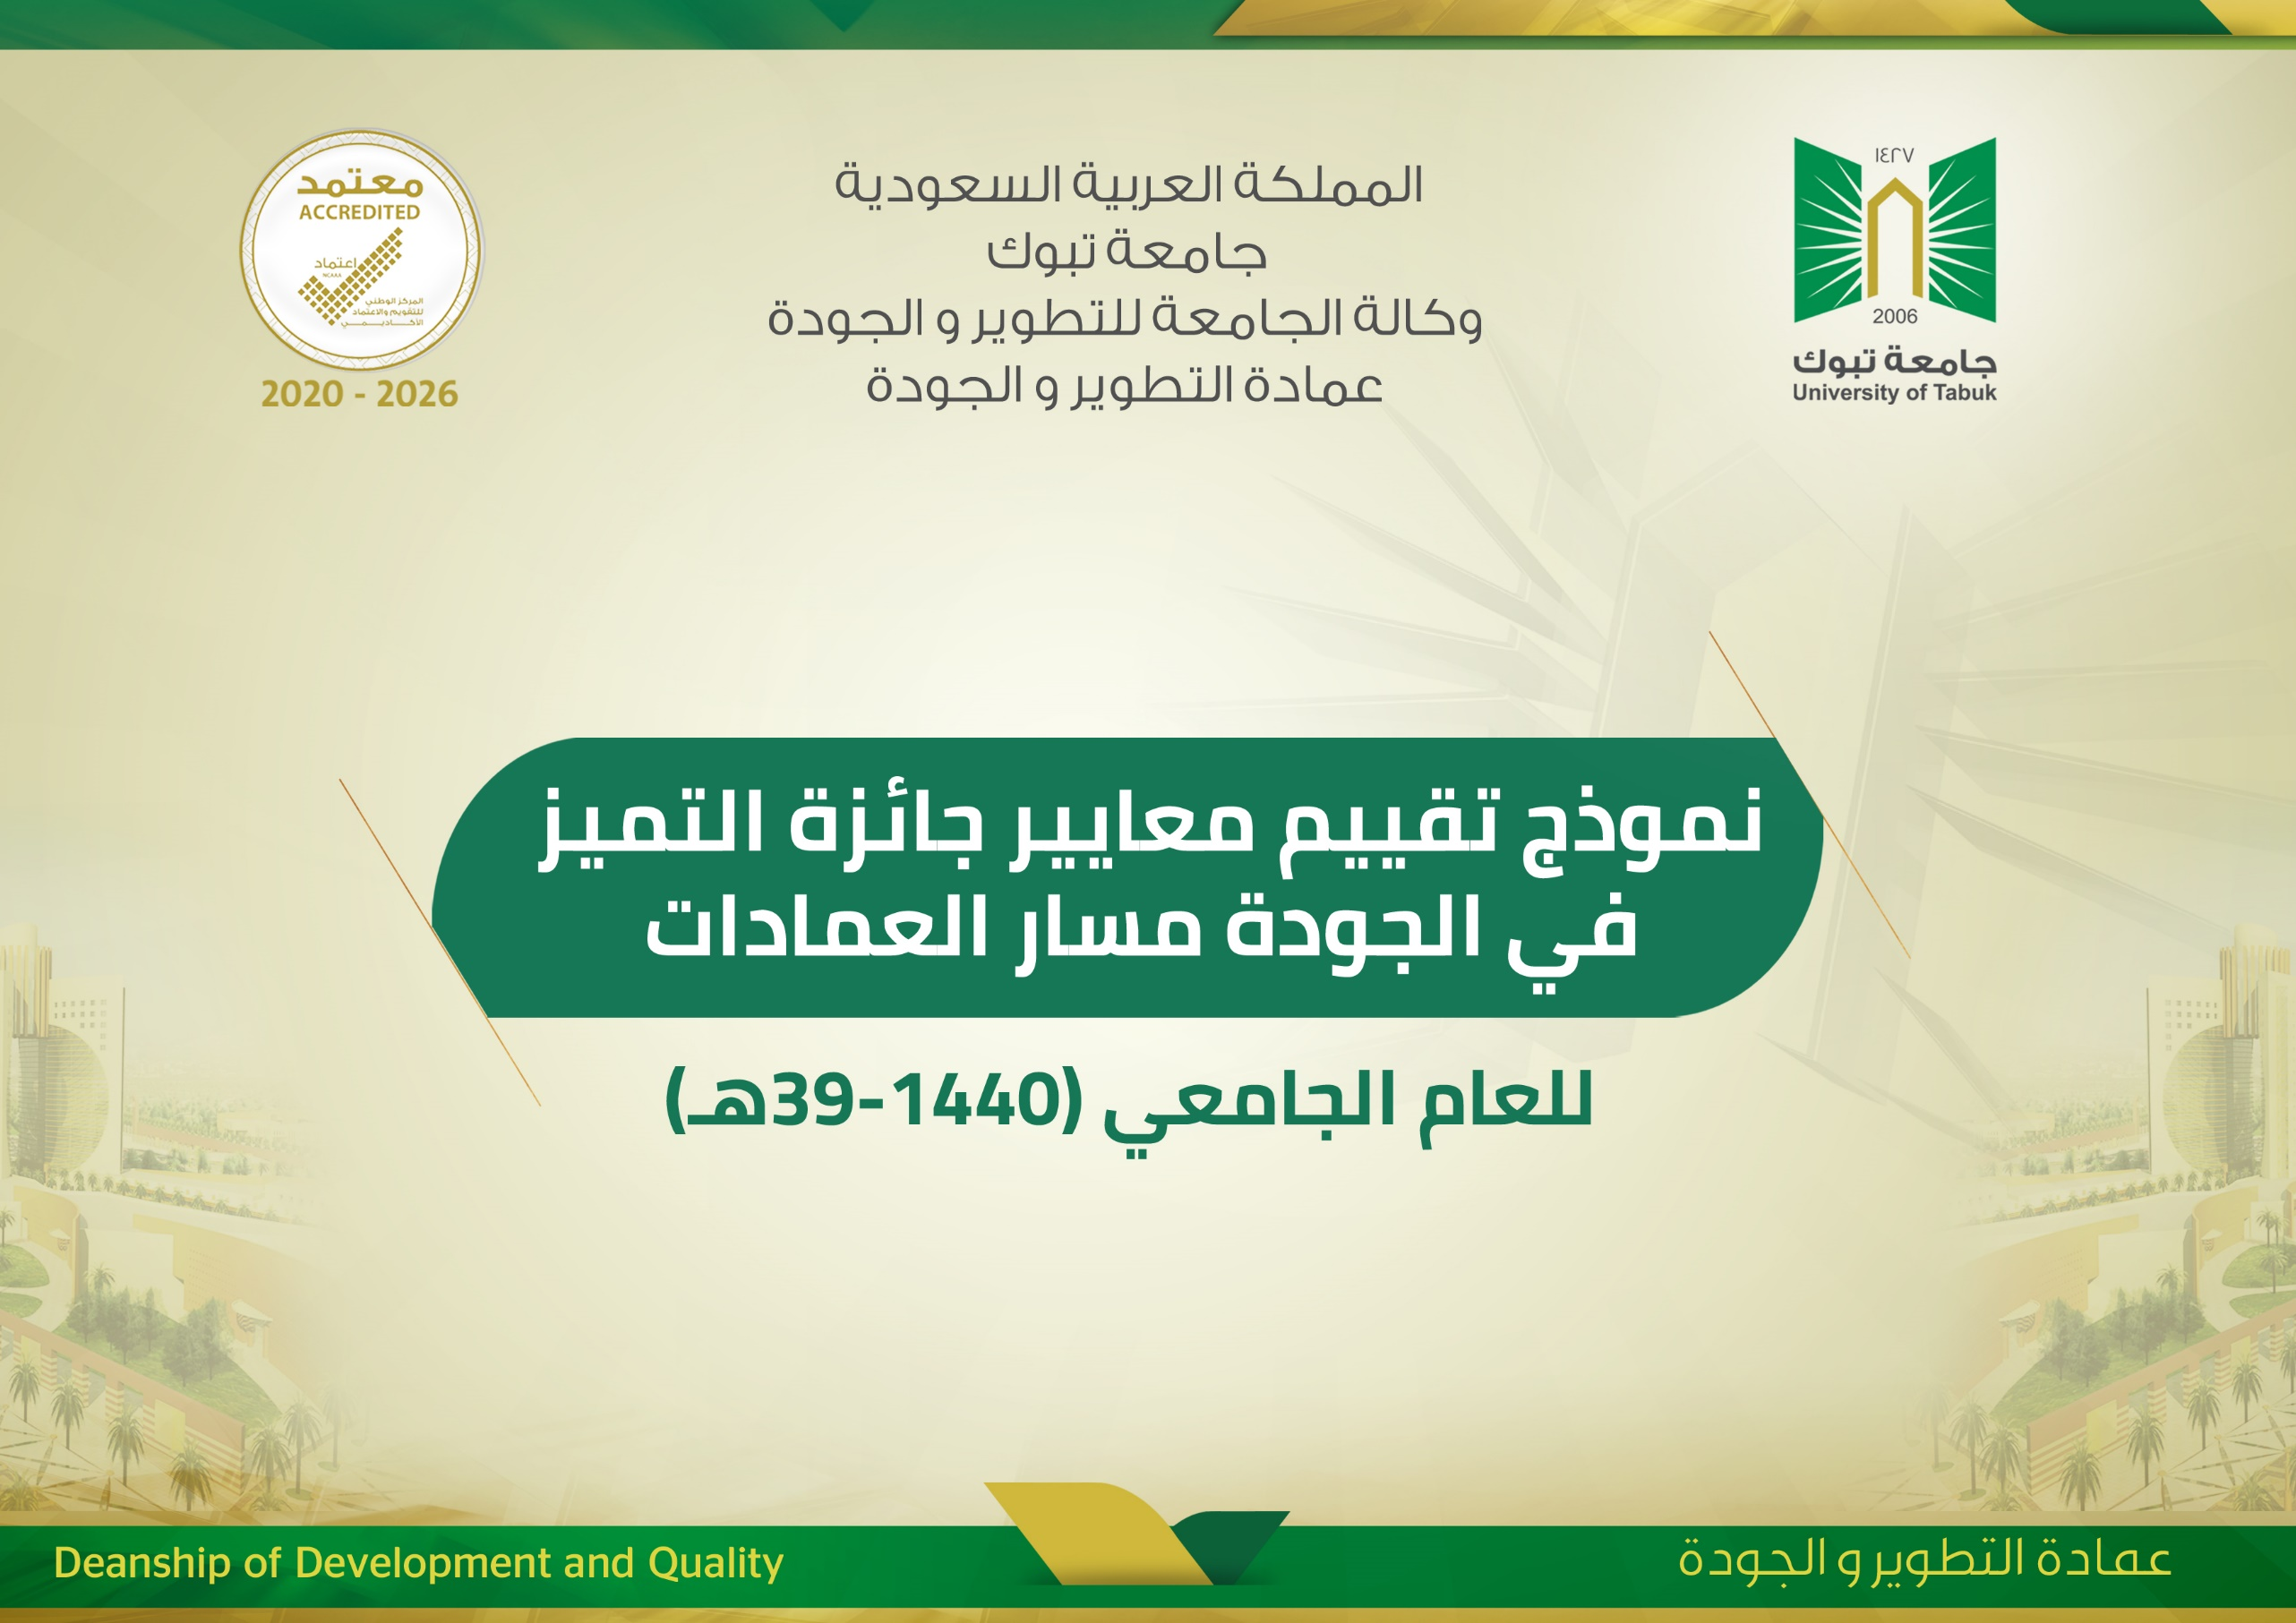 ١٤٢٧
2006
جامعة تبوك
University of Tabuk
المملكة العربية السعودية
جامعة تبوك
وكالة الجامعة للتطوير و الجودة
عمادة التطوير و الجودة
معتمد
ACCREDITED
اعتماد
NCAAA
المركز الوطني
للتقويم والاعتماد
الأكـــاديـمــــي
2020 - 2026
نموذج تقييم معايير جائزة التميز
في الجودة مسار العمادات
للعام الجامعي (1440-39هـ)
عمادة التطوير و الجودة
Deanship of Development and Quality